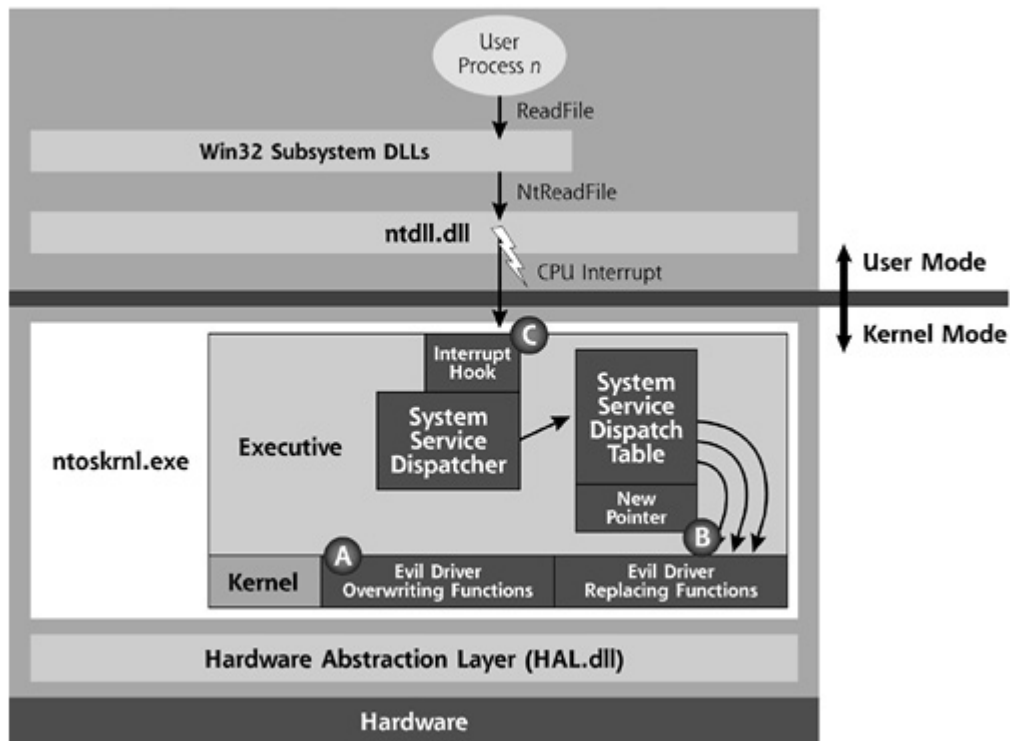 User
Process n
ReadFile
Win32 Subsystem DLLs
NtReadFile
ntdll.dll
CPU Interrupt
User Mode
Kernel Mode
C
Interrupt
Hook
System
Service
Dispatcher
System
Service
Dispatch
Table
New
Pointer
ntoskrnl.exe
Executive
A
B
Kernel
Evil Driver
Overwriting Functions
Evil Driver
Replacing Functions
Hardware Abstraction Layer (HAL.dll)
Hardware